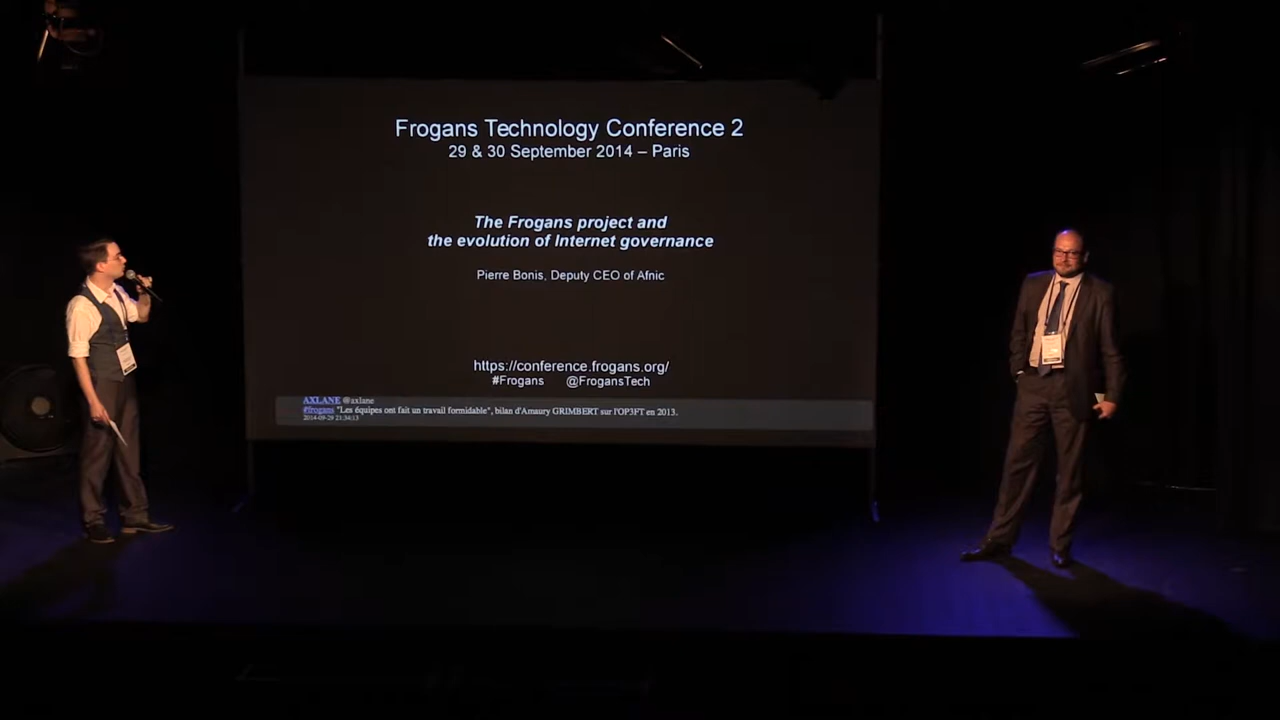 Frogans Technology Conference 2
29 & 30 September 2014 – Paris
The Frogans project and
the evolution of Internet governance
Pierre Bonis, Deputy CEO of Afnic
https://conference.frogans.org/
#Frogans @FrogansTech
AXLANE @axlane
#frogans "Les équipes ont fait un travail formidable", bilan d'Amaury GRIMBERT sur l'OP3FT en 2013.
2014-09-29 21:34:13